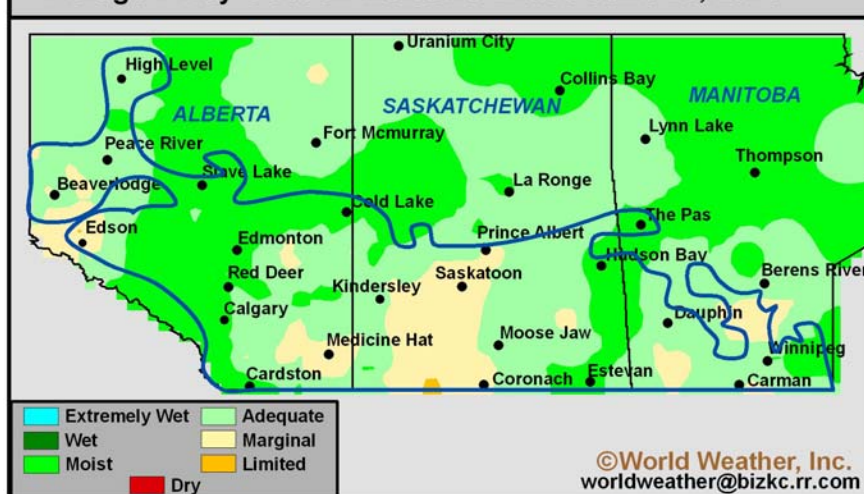 High Level
Uranium City
Collins Bay
ALBERTA
SASKATCHEWAN
MANITOBA
Fort Mcmurray
Lynn Lake
Peace River
Thompson
Beaverlodge
Slave Lake
La Ronge
Cold Lake
Edson
Edmonton
Prince Albert
The Pas
Hudson Bay
Red Deer
Kindersley
Saskatoon
Berens River
Calgary
Dauphin
Medicine Hat
Moose Jaw
Winnipeg
Cardston
Coronach
Estevan
Carman
Extremely Wet
Adequate
Wet
Marginal
Moist
Limited
Dry
©World Weather, Inc.
worldweather@bizkc.rr.com